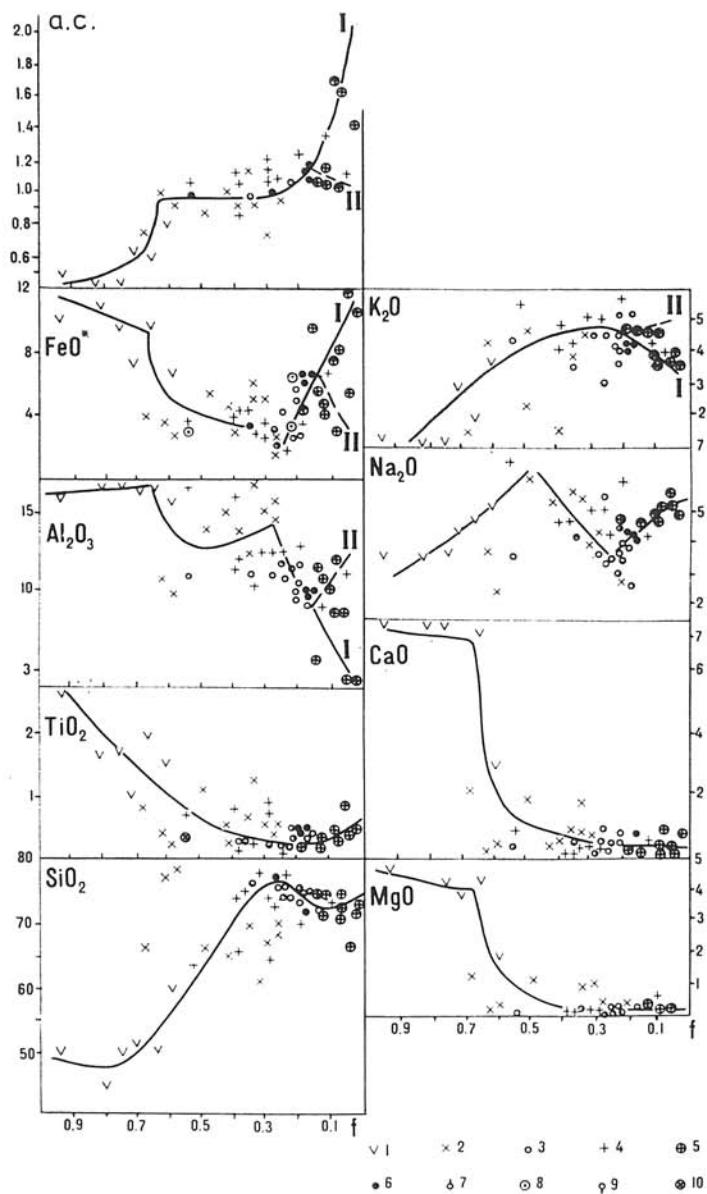 a.c.
I
2.0
1.8
1.6
1.4
1.2
1.0
II
0.8
0.6
12
FeO*
I
8
4
II
15
Al₂O₃
II
10
I
3
TiO₂
2
1
80
SiO₂
70
60
50
0.9 0.7 0.5 0.3 0.1 f
K₂O
II
5
4
I
3
2
7
Na₂O
5
2
CaO
7
6
4
2
5
MgO
4
3
2
1
0.9 0.7 0.5 0.3 0.1 f
1 2 3 4 5
6 7 8 9 10